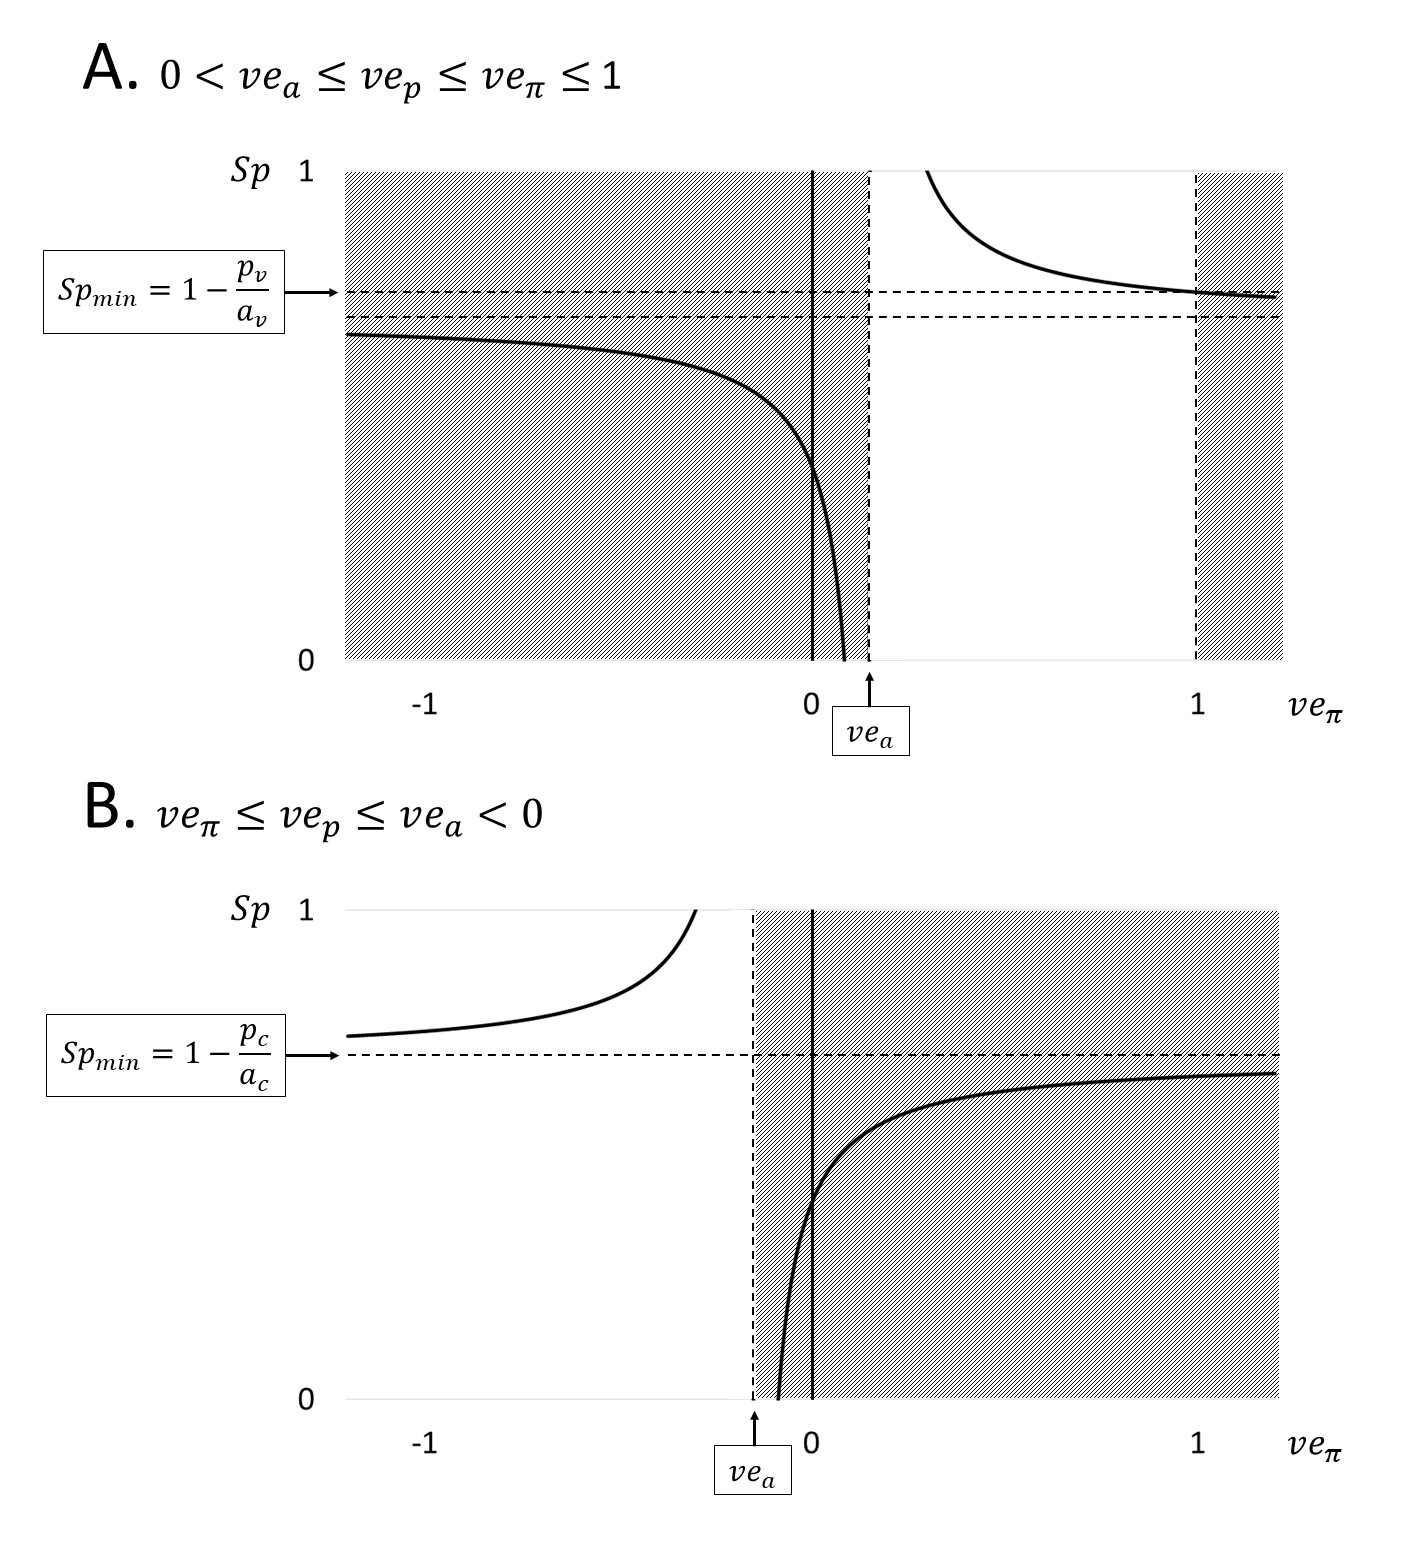 A. 0 < ve_a ≤ ve_p ≤ ve_π ≤ 1
Sp 1
Sp_min = 1 − p_v/a_v
0
-1 0 1 ve_π
ve_a
B. ve_π ≤ ve_p ≤ ve_a < 0
Sp 1
Sp_min = 1 − p_c/a_c
0
-1 0 1 ve_π
ve_a